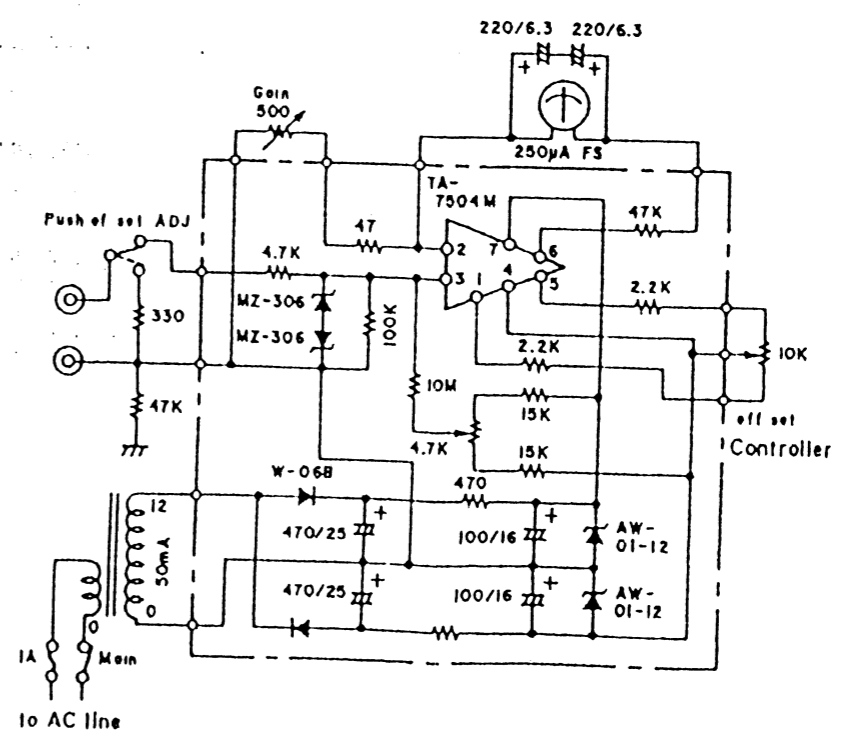 220/6.3 220/6.3
+ +
Gain
500
250µA FS
TA-
7504M
Push of set ADJ
47
47K
4.7K
2
3
7
6
1
4
5
2.2K
MZ-306
330
100K
MZ-306
2.2K
10K
10M
47K
15K
off set
4.7K
Controller
15K
W-06B
470
12
470/25
+
100/16
+
AW-
01-12
50mA
470/25
+
100/16
+
AW-
01-12
0
0
1A
Main
to AC line